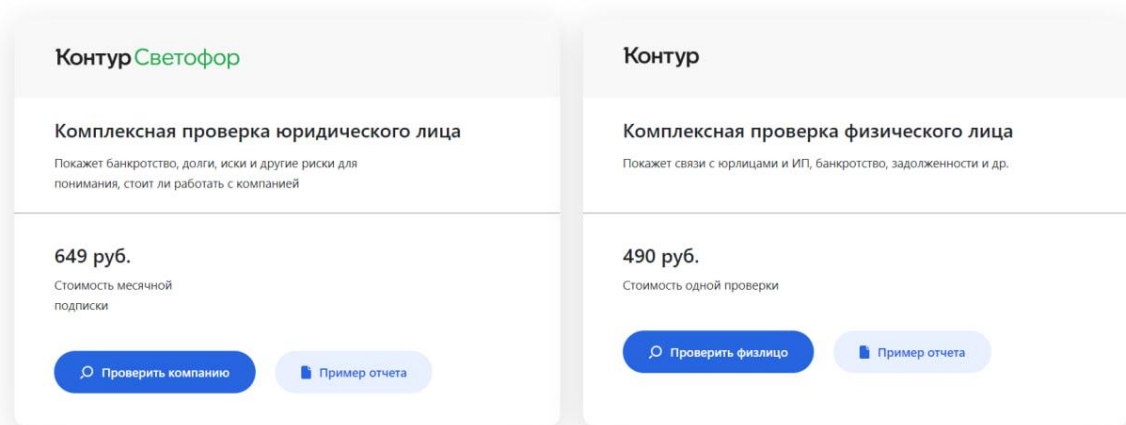 Контур Светофор
Комплексная проверка юридического лица
Покажет банкротство, долги, иски и другие риски для
понимания, стоит ли работать с компанией
649 руб.
Стоимость месячной
подписки
Проверить компанию
Пример отчета
Контур
Комплексная проверка физического лица
Покажет связи с юрлицами и ИП, банкротство, задолженности и др.
490 руб.
Стоимость одной проверки
Проверить физлицо
Пример отчета